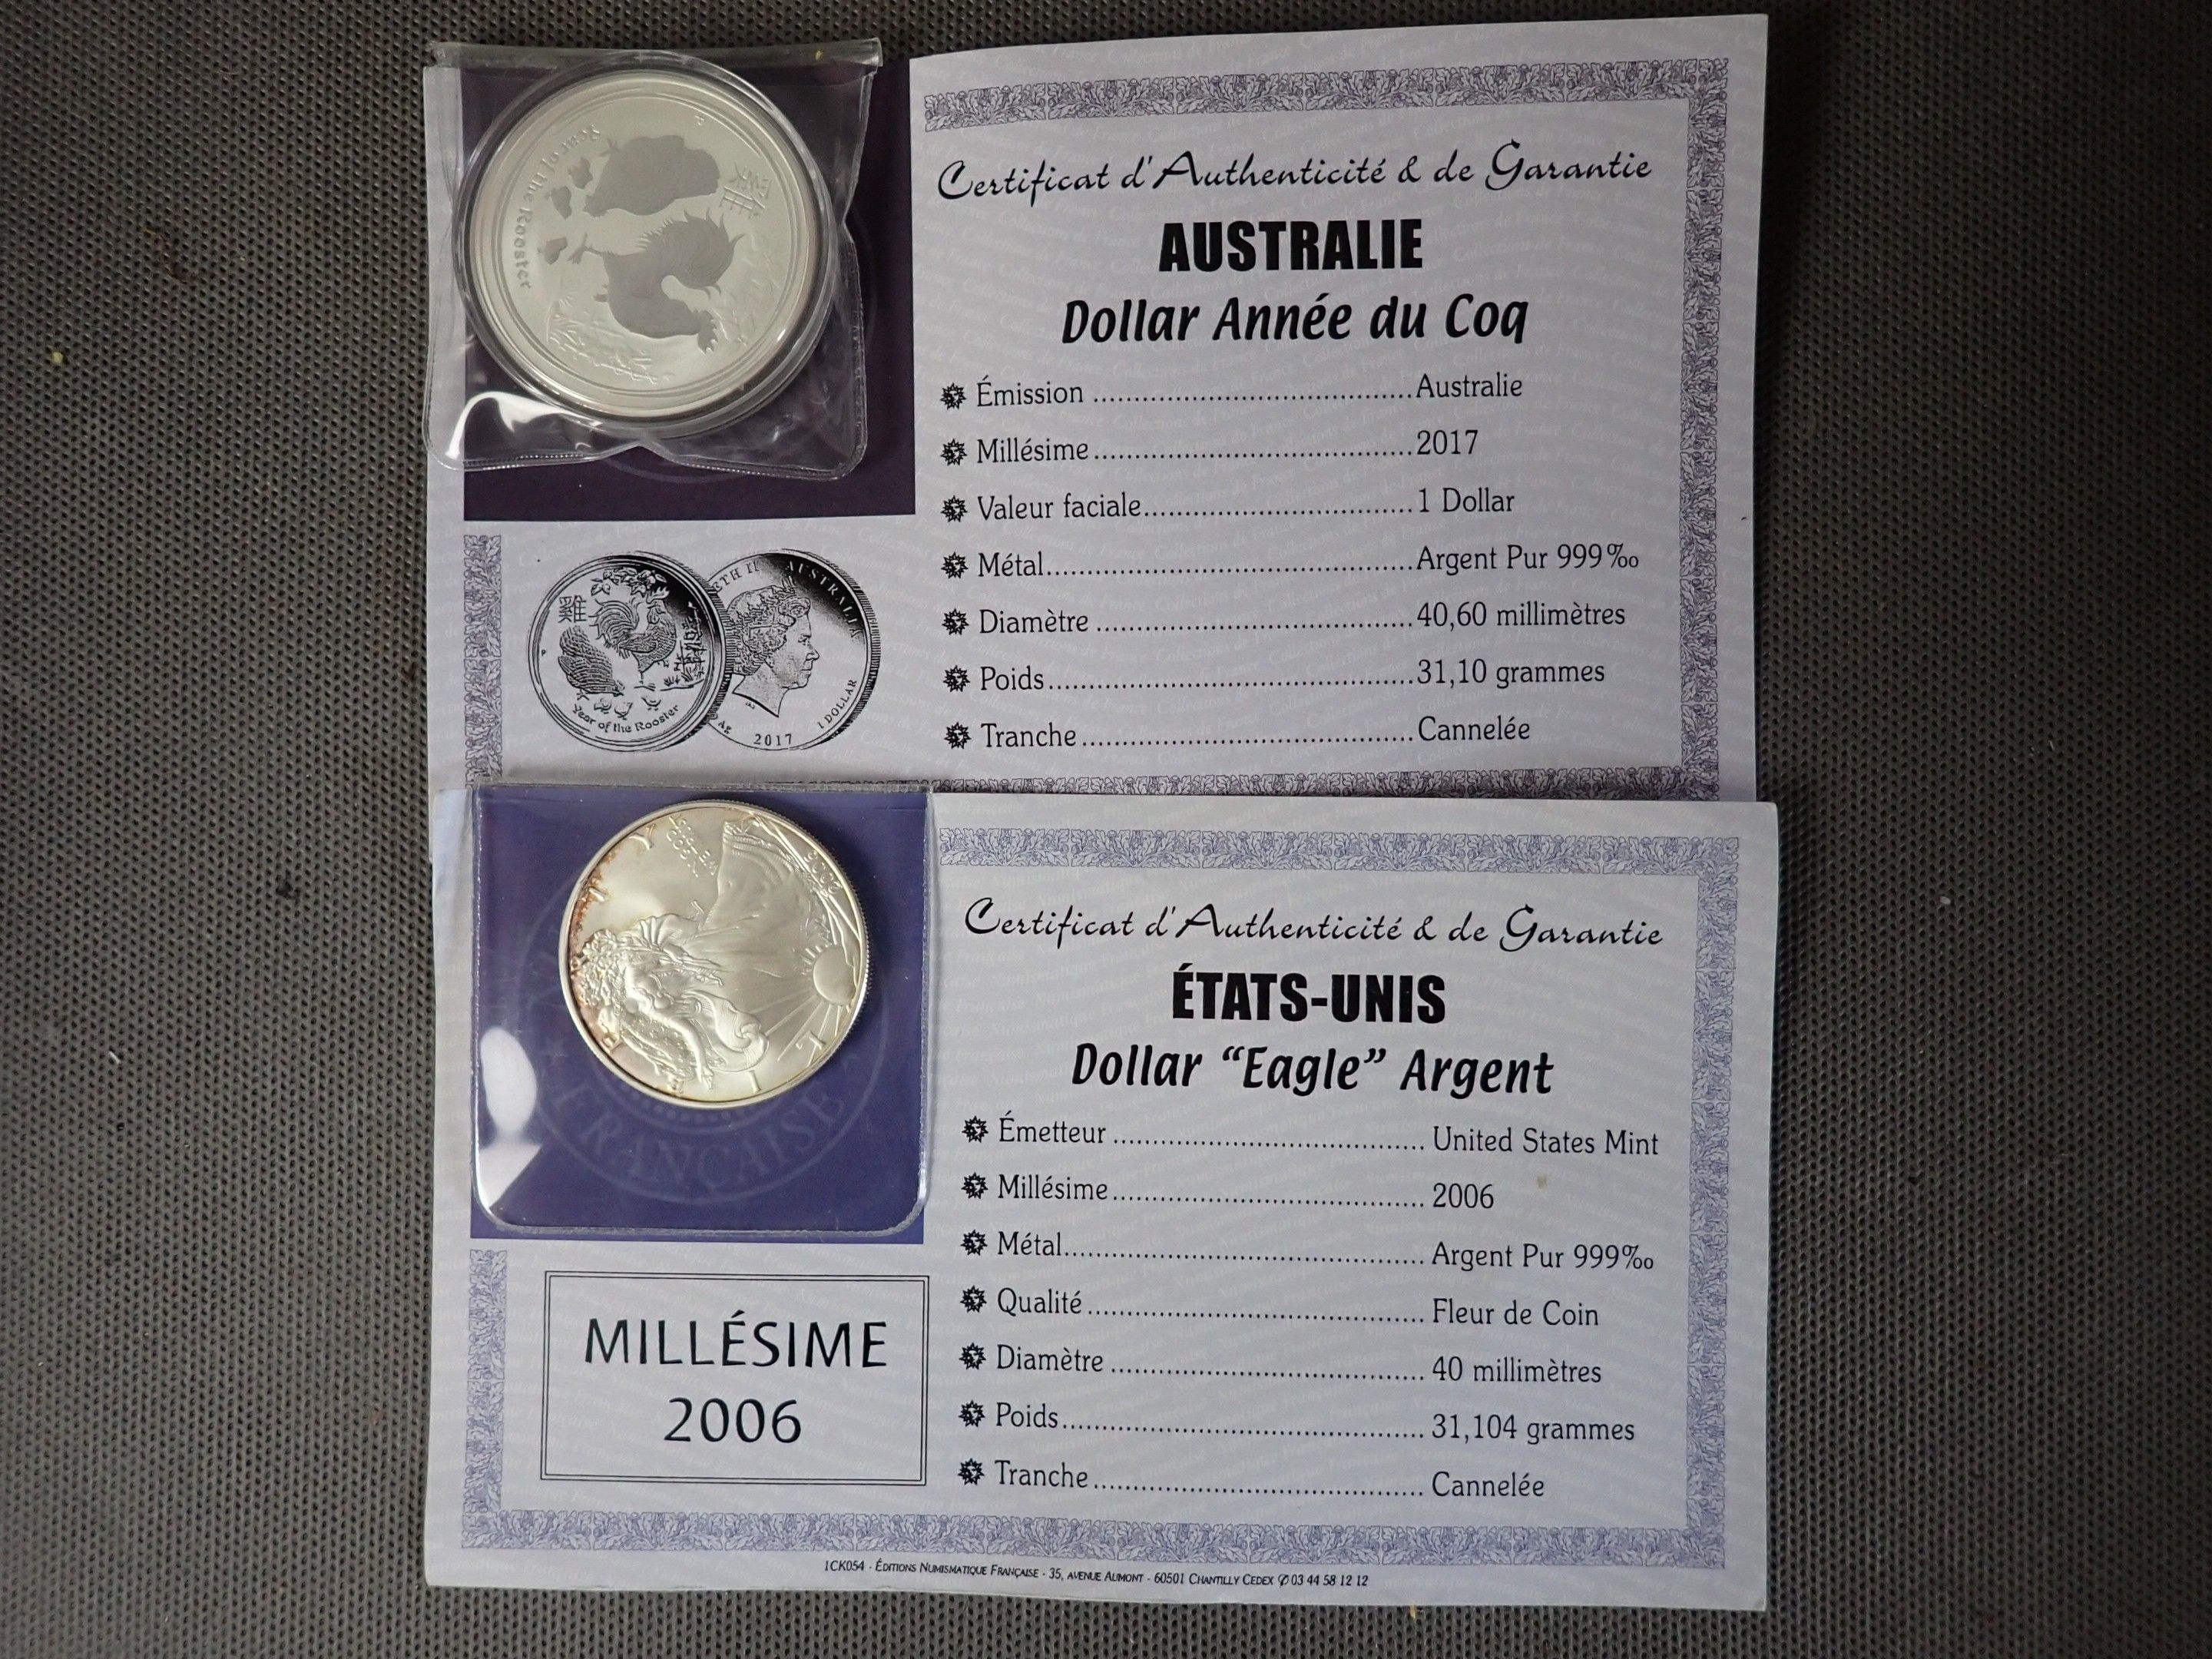 Year of the Rooster
雞
P
Certificat d'Authenticité & de Garantie
AUSTRALIE
Dollar Année du Coq
Émission ........................................Australie
Millésime ........................................2017
Valeur faciale..................................1 Dollar
Métal..............................................Argent Pur 999‰
Diamètre ........................................40,60 millimètres
Poids..............................................31,10 grammes
Tranche ..........................................Cannelée
雞
Year of the Rooster
AUSTRALIA
2017
1 DOLLAR
2006
FRANÇAISE
Certificat d'Authenticité & de Garantie
ÉTATS-UNIS
Dollar "Eagle" Argent
Émetteur ....................................... United States Mint
Millésime....................................... 2006
Métal............................................. Argent Pur 999‰
Qualité .......................................... Fleur de Coin
Diamètre ....................................... 40 millimètres
Poids............................................. 31,104 grammes
Tranche ......................................... Cannelée
MILLÉSIME
2006
1CK054 - ÉDITIONS NUMISMATIQUE FRANÇAISE - 35, AVENUE AUMONT - 60501 CHANTILLY CEDEX ✆ 03 44 58 12 12